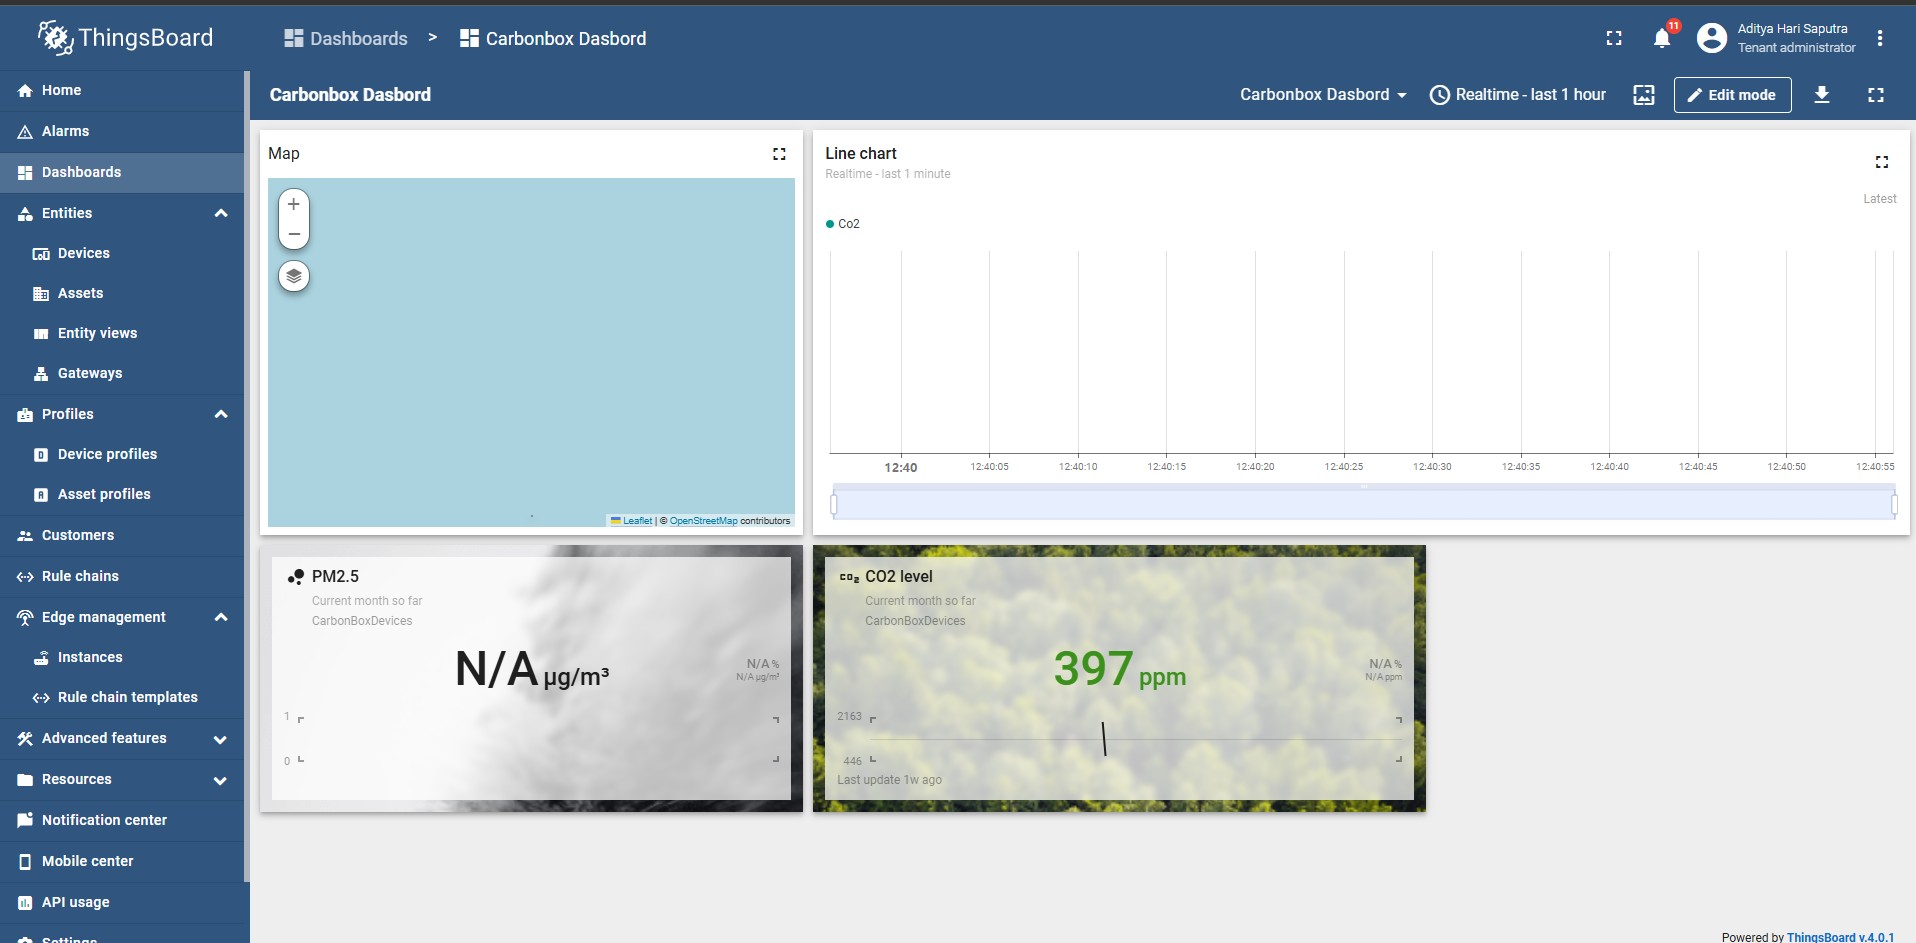 ThingsBoard
Dashboards > Carbonbox Dasbord
11
Aditya Hari Saputra
Tenant administrator
Home
Alarms
Dashboards
Entities
Devices
Assets
Entity views
Gateways
Profiles
Device profiles
Asset profiles
Customers
Rule chains
Edge management
Instances
Rule chain templates
Advanced features
Resources
Notification center
Mobile center
API usage
Settings
Carbonbox Dasbord
Carbonbox Dasbord
Realtime - last 1 hour
Edit mode
Map
+
−
Leaflet | © OpenStreetMap contributors
Line chart
Realtime - last 1 minute
Latest
Co2
12:40 12:40:05 12:40:10 12:40:15 12:40:20 12:40:25 12:40:30 12:40:35 12:40:40 12:40:45 12:40:50 12:40:55
PM2.5
Current month so far
CarbonBoxDevices
N/A µg/m³
N/A %
N/A µg/m³
1
0
CO2 CO2 level
Current month so far
CarbonBoxDevices
397 ppm
N/A %
N/A ppm
2163
446
Last update 1w ago
Powered by ThingsBoard v.4.0.1